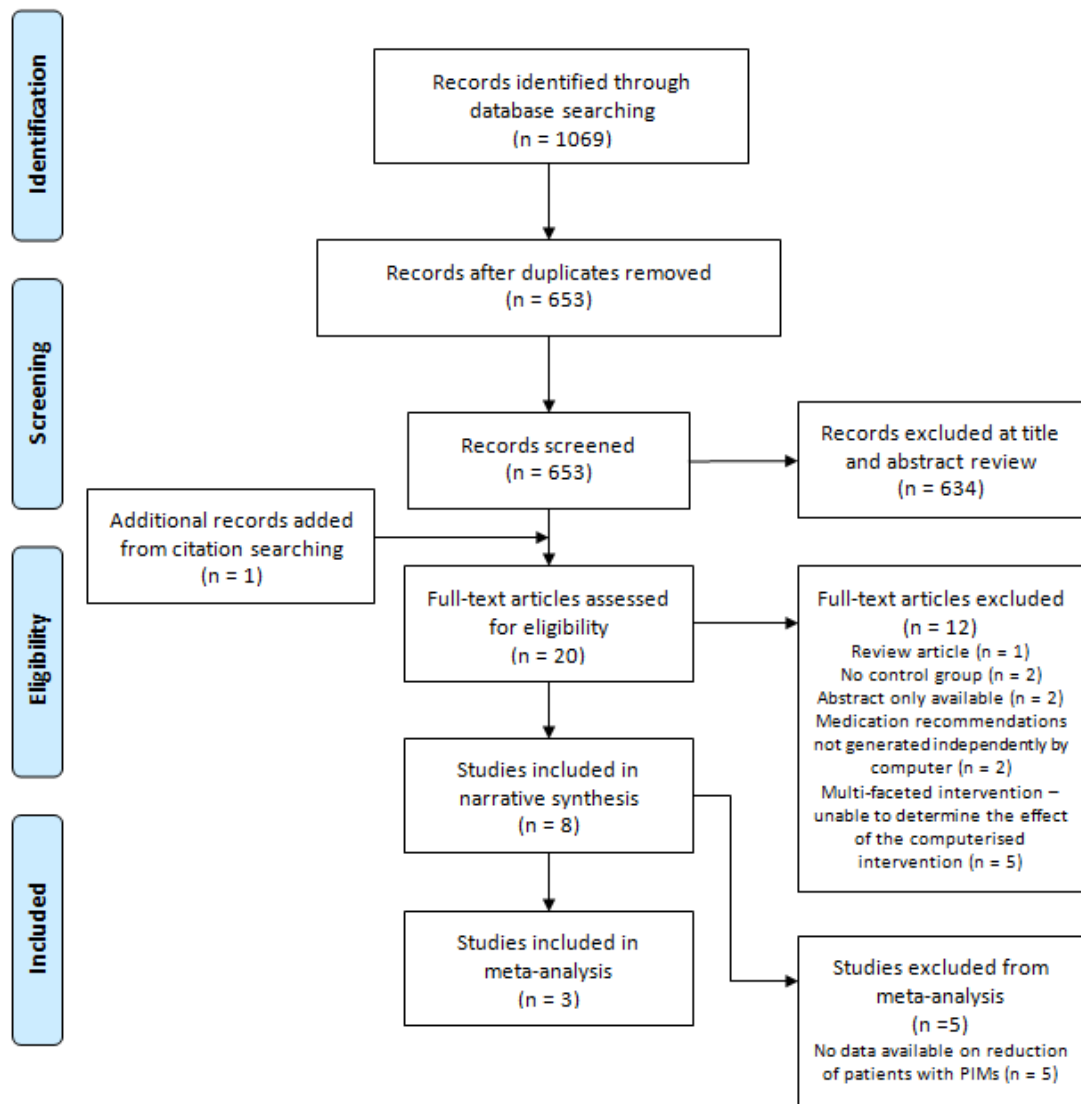 Identification
Records identified through
database searching
(n = 1069)
Records after duplicates removed
(n = 653)
Screening
Records screened
(n = 653)
Records excluded at title
and abstract review
(n = 634)
Additional records added
from citation searching
(n = 1)
Eligibility
Full-text articles assessed
for eligibility
(n = 20)
Full-text articles excluded
(n = 12)
Review article (n = 1)
No control group (n = 2)
Abstract only available (n = 2)
Medication recommendations
not generated independently by
computer (n = 2)
Multi-faceted intervention –
unable to determine the effect
of the computerised
intervention (n = 5)
Studies included in
narrative synthesis
(n = 8)
Included
Studies included in
meta-analysis
(n = 3)
Studies excluded from
meta-analysis
(n =5)
No data available on reduction
of patients with PIMs (n = 5)